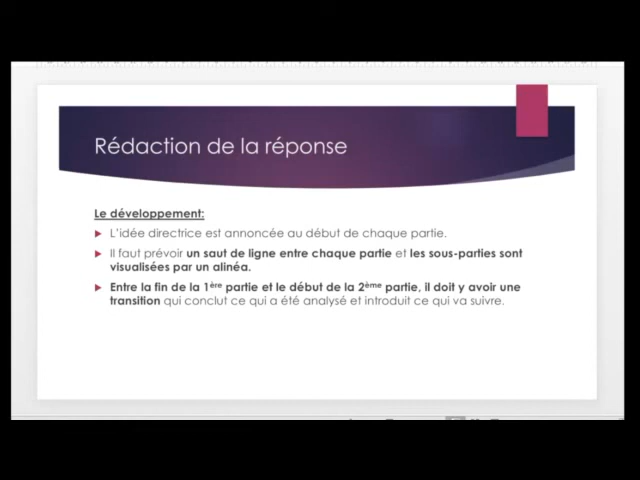 Rédaction de la réponse
Le développement:
L'idée directrice est annoncée au début de chaque partie.
Il faut prévoir un saut de ligne entre chaque partie et les sous-parties sont
visualisées par un alinéa.
Entre la fin de la 1ère partie et le début de la 2ème partie, il doit y avoir une
transition qui conclut ce qui a été analysé et introduit ce qui va suivre.